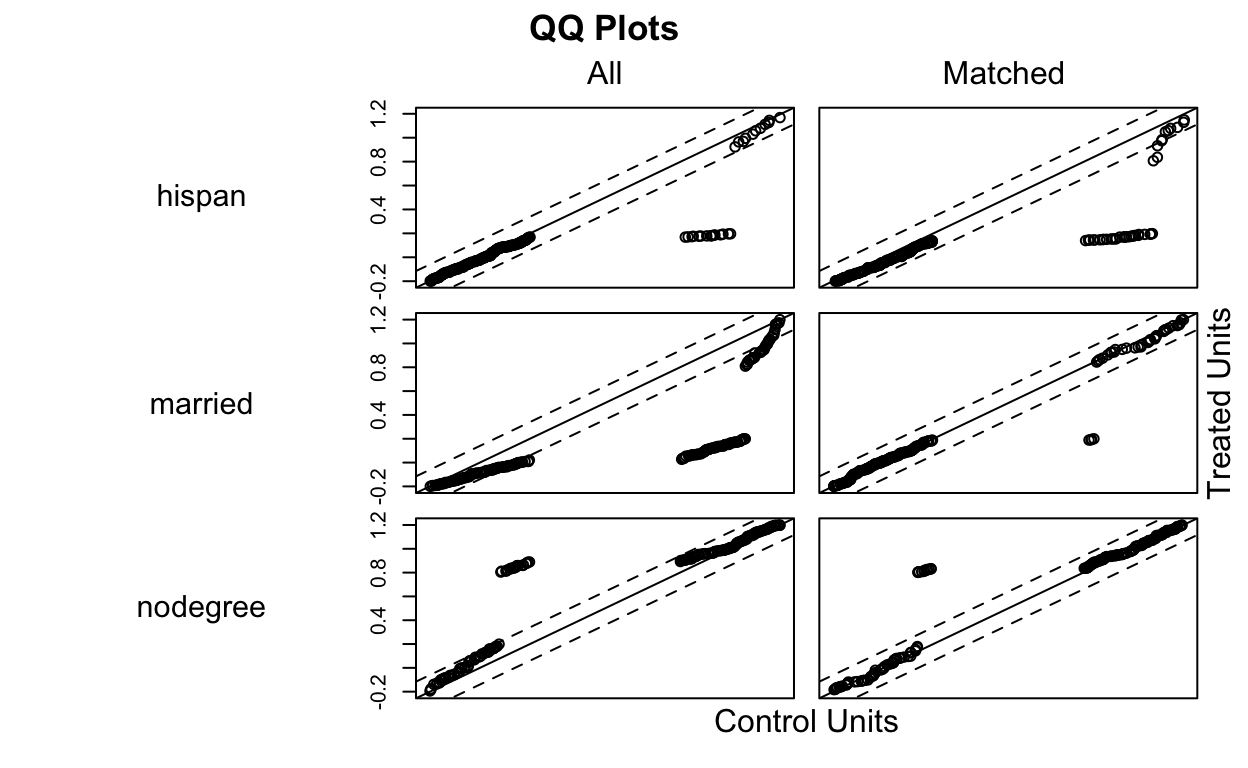 QQ Plots
All Matched
hispan
1.2
0.8
0.4
-0.2
married
1.2
0.8
0.4
-0.2
nodegree
1.2
0.8
0.4
-0.2
Treated Units
Control Units